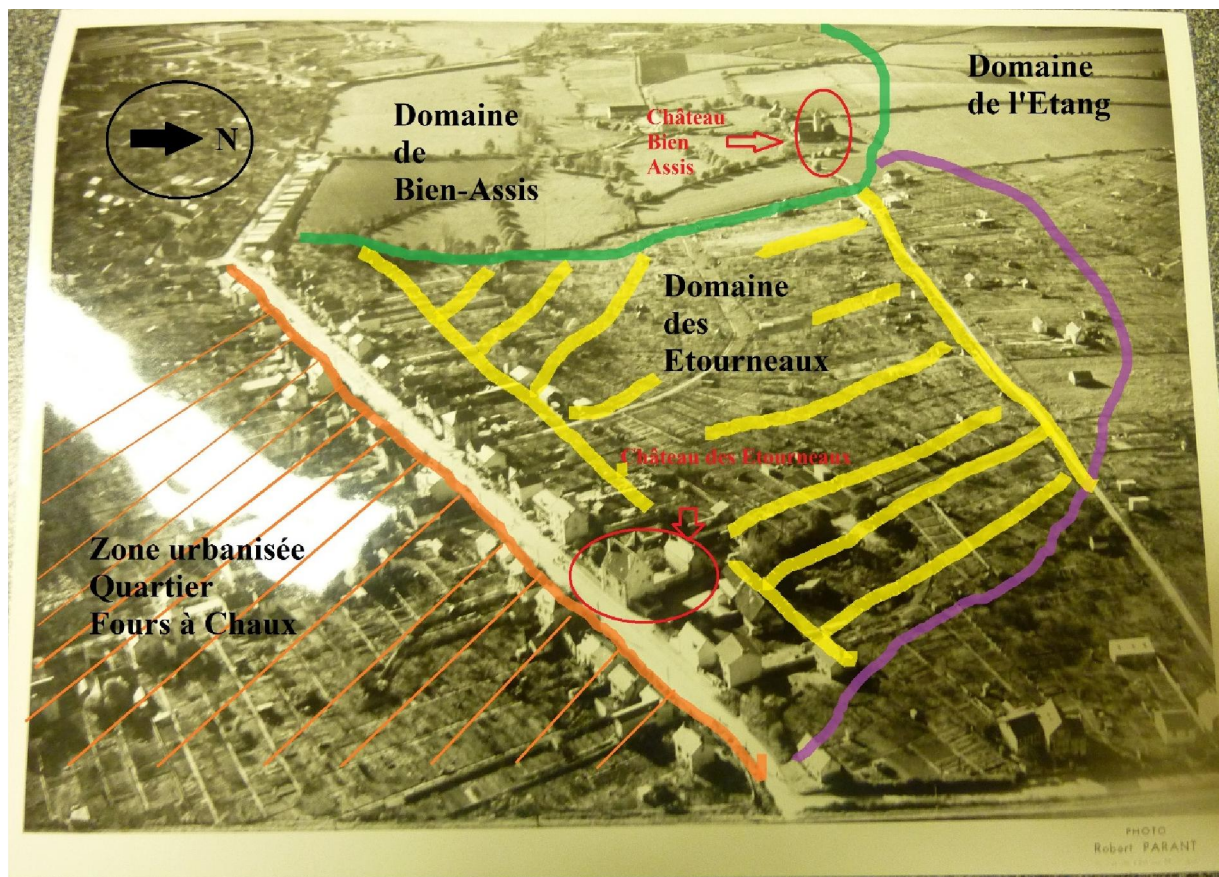 N
Domaine
de
Bien-Assis
Château
Bien
Assis
Domaine
de l'Etang
Domaine
des
Etourneaux
Château des Etourneaux
Zone urbanisée
Quartier
Fours à Chaux
PHOTO
Robert PARANT